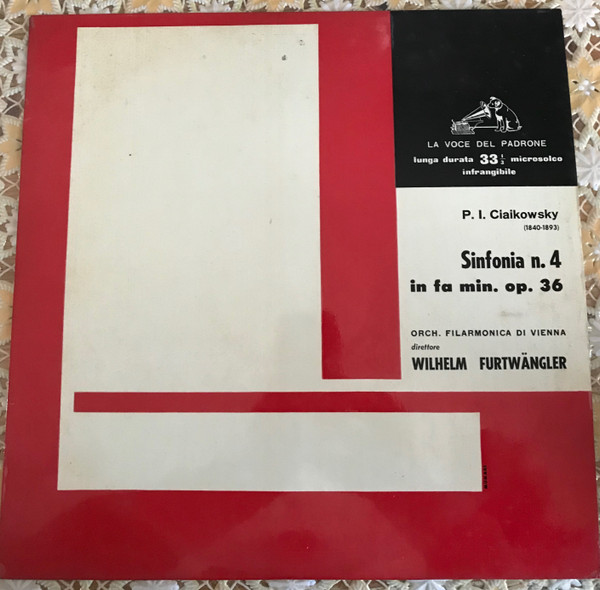 LA VOCE DEL PADRONE
lunga durata 33 1/3 microsolco
infrangibile
P. I. Ciaikowsky
(1840-1893)
Sinfonia n. 4
in fa min. op. 36
ORCH. FILARMONICA DI VIENNA
direttore
WILHELM FURTWÄNGLER